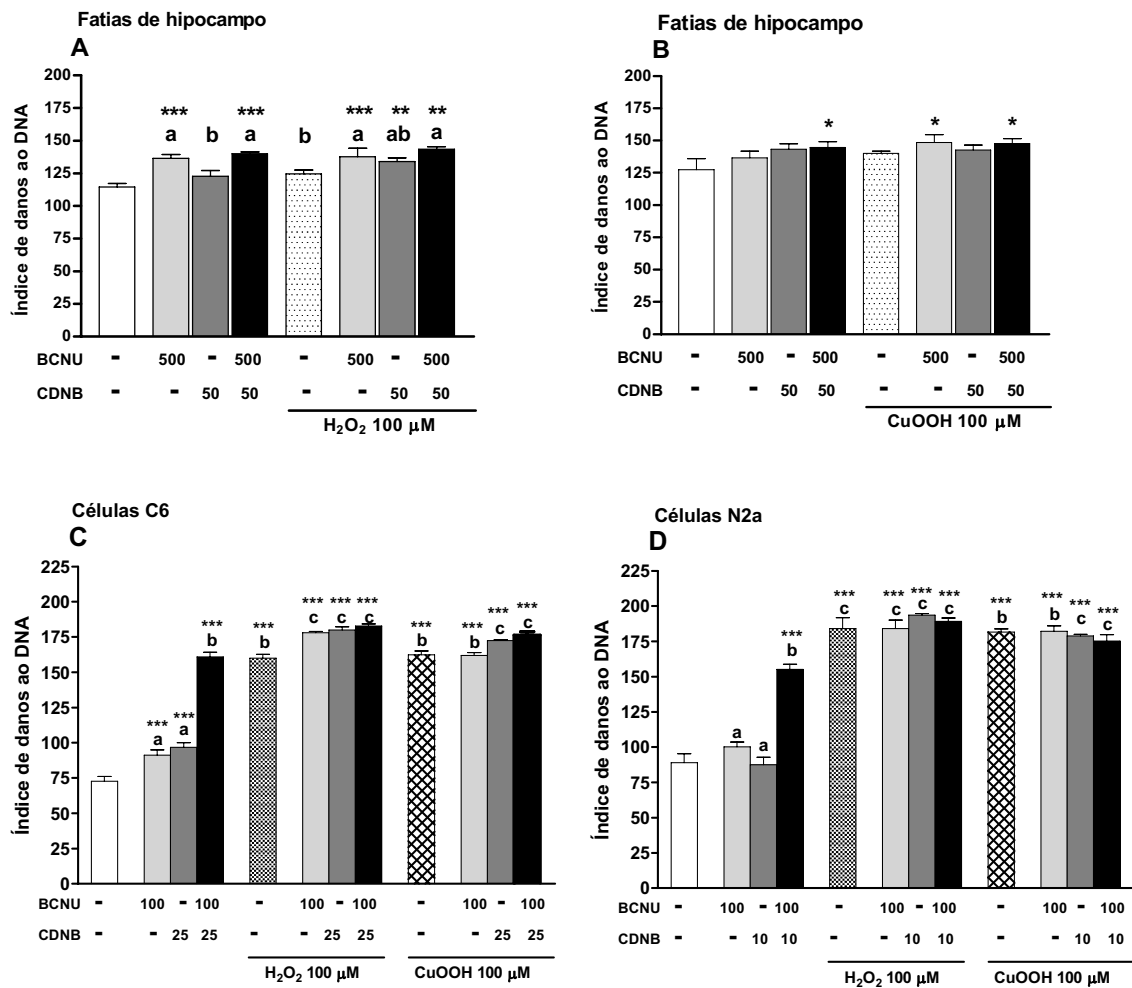 Fatias de hipocampo
A
Índice de danos ao DNA
200
175
150
125
100
75
50
25
0
*** *** *** ** **
a b a b a ab a
BCNU - 500 - 500 - 500 - 500
CDNB - - 50 50 - - 50 50
H₂O₂ 100 μM
Fatias de hipocampo
B
Índice de danos ao DNA
200
175
150
125
100
75
50
25
0
* * *
BCNU - 500 - 500 - 500 - 500
CDNB - - 50 50 - - 50 50
CuOOH 100 μM
Células C6
C
Índice de danos ao DNA
225
200
175
150
125
100
75
50
25
0
*** *** *** *** *** *** *** *** *** *** ***
a a b b c c c b b c c
BCNU - 100 - 100 - 100 - 100 - 100 - 100
CDNB - - 25 25 - - 25 25 - - 25 25
H₂O₂ 100 μM CuOOH 100 μM
Células N2a
D
Índice de danos ao DNA
225
200
175
150
125
100
75
50
25
0
*** *** *** *** *** *** *** *** ***
a a b c c c c b b c c
BCNU - 100 - 100 - 100 - 100 - 100 - 100
CDNB - - 10 10 - - 10 10 - - 10 10
H₂O₂ 100 μM CuOOH 100 μM